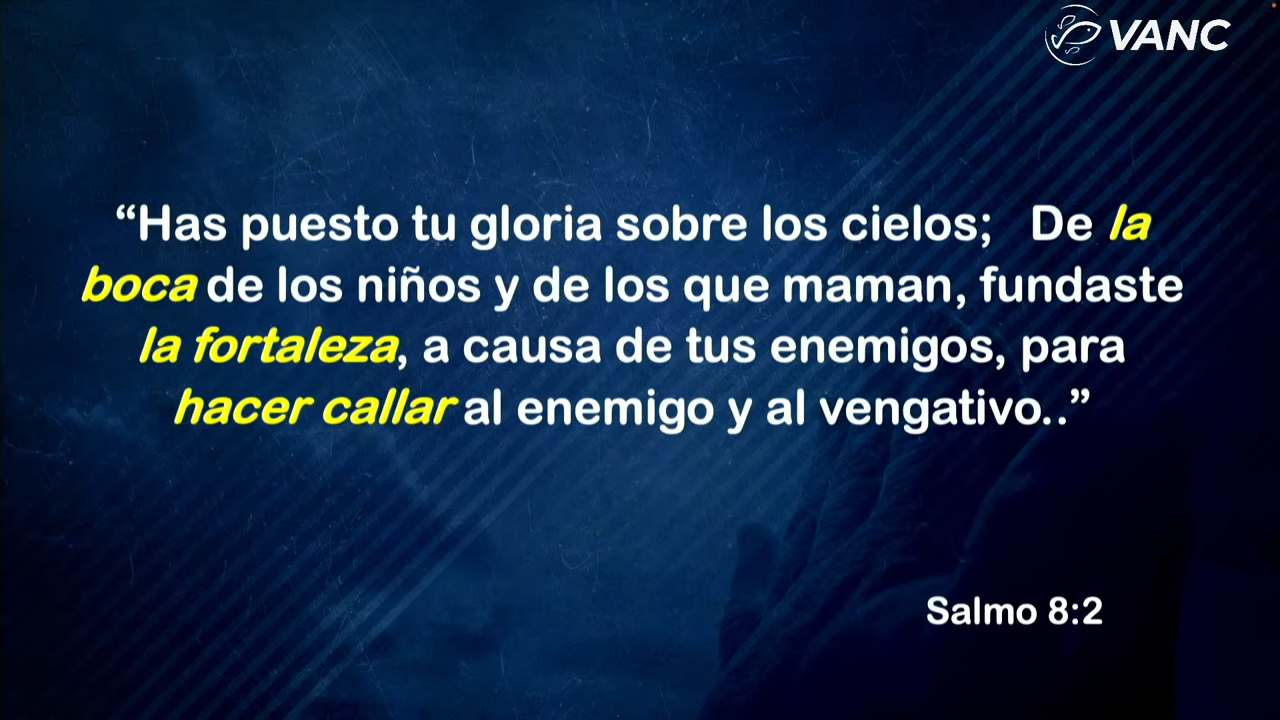 VANC
“Has puesto tu gloria sobre los cielos;   De la
boca de los niños y de los que maman, fundaste
la fortaleza, a causa de tus enemigos, para
hacer callar al enemigo y al vengativo..”
Salmo 8:2